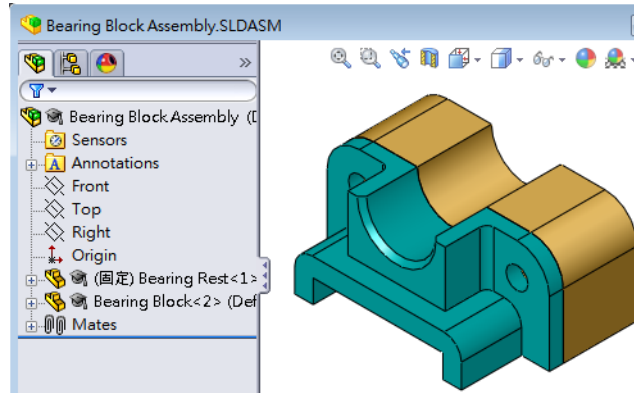 Bearing Block Assembly.SLDASM
Bearing Block Assembly (D
Sensors
A Annotations
Front
Top
Right
Origin
(固定) Bearing Rest<1>
Bearing Block<2> (Def
Mates